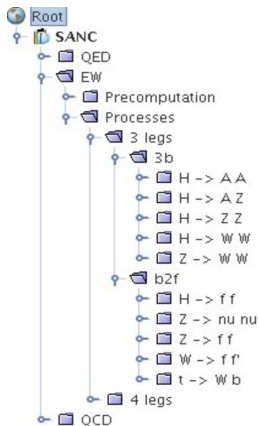 Root
SANC
QED
EW
Precomputation
Processes
3 legs
3b
H -> A A
H -> A Z
H -> Z Z
H -> W W
Z -> W W
b2f
H -> f f
Z -> nu nu
Z -> f f
W -> f f'
t -> W b
4 legs
QCD